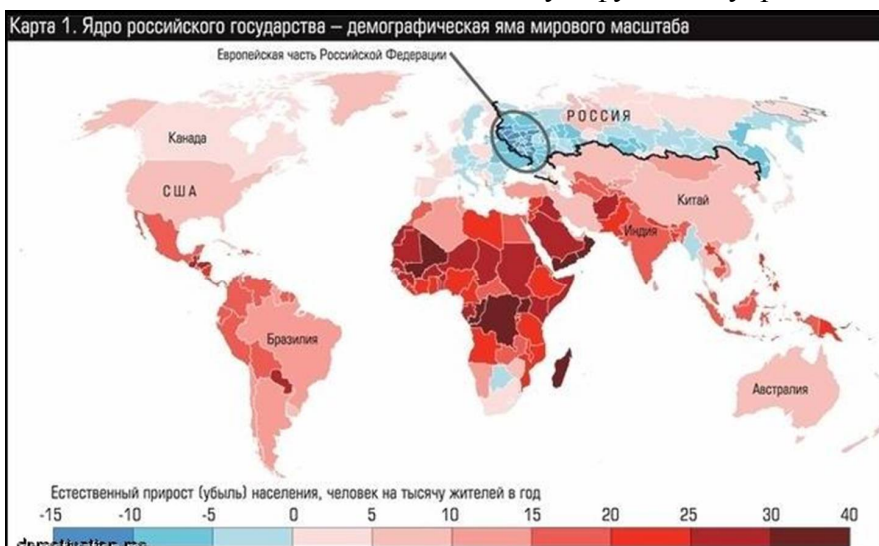 Карта 1. Ядро российского государства – демографическая яма мирового масштаба
Европейская часть Российской Федерации
РОССИЯ
Канада
США
Китай
Индия
Бразилия
Австралия
Естественный прирост (убыль) населения, человек на тысячу жителей в год
-15 -10 -5 0 5 10 15 20 25 30 40